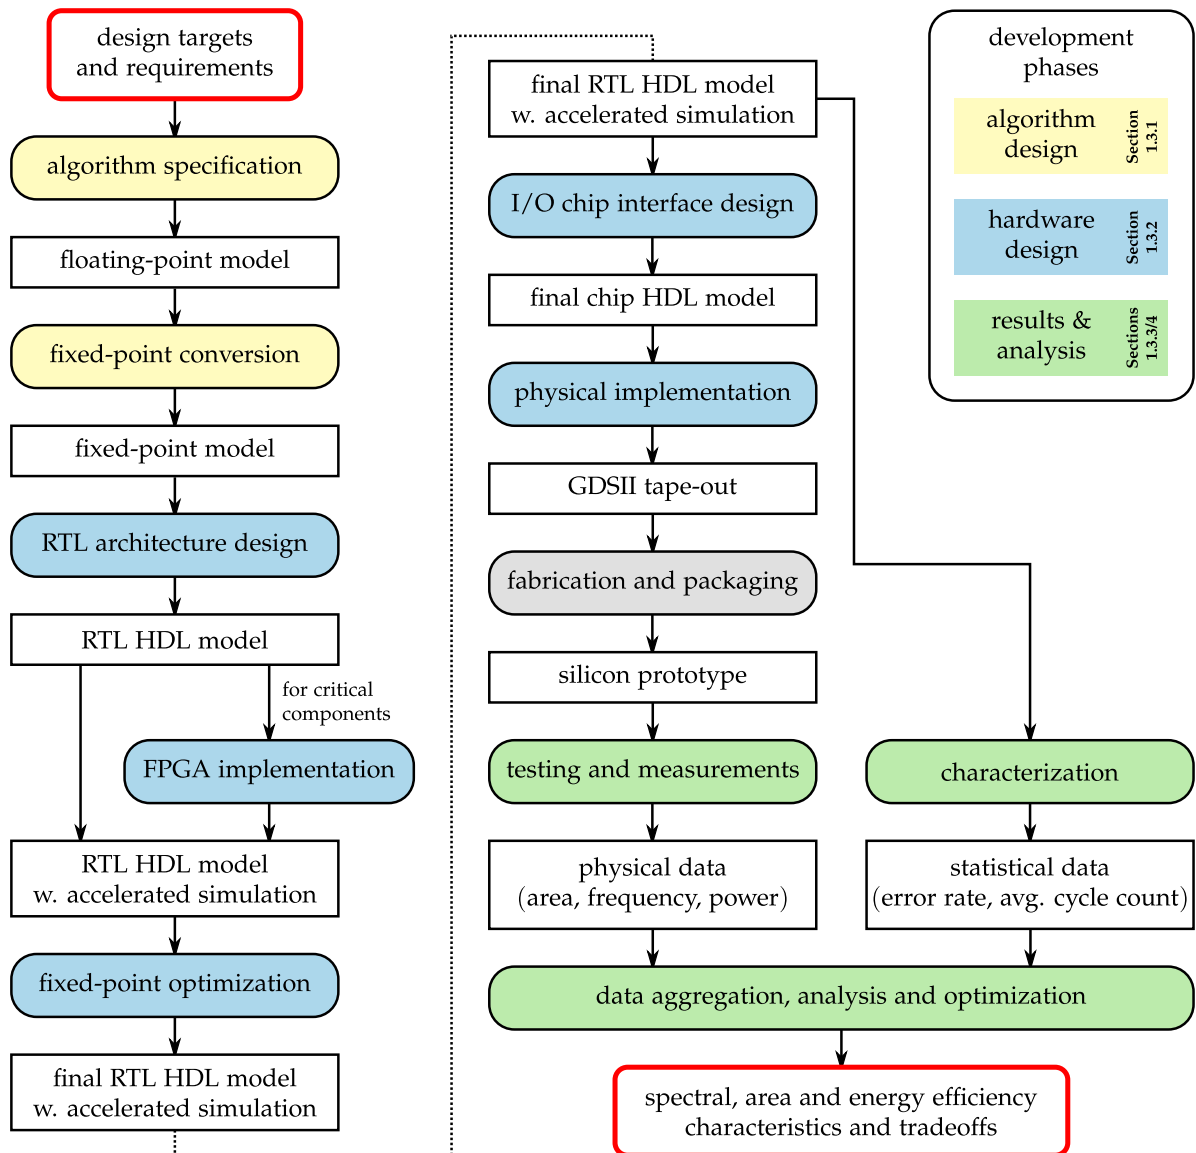 design targets
and requirements
algorithm specification
floating-point model
fixed-point conversion
fixed-point model
RTL architecture design
RTL HDL model
for critical
components
FPGA implementation
RTL HDL model
w. accelerated simulation
fixed-point optimization
final RTL HDL model
w. accelerated simulation
final RTL HDL model
w. accelerated simulation
I/O chip interface design
final chip HDL model
physical implementation
GDSII tape-out
fabrication and packaging
silicon prototype
testing and measurements
physical data
(area, frequency, power)
characterization
statistical data
(error rate, avg. cycle count)
data aggregation, analysis and optimization
spectral, area and energy efficiency
characteristics and tradeoffs
development
phases
algorithm
design
Section
1.3.1
hardware
design
Section
1.3.2
results &
analysis
Sections
1.3.3/4